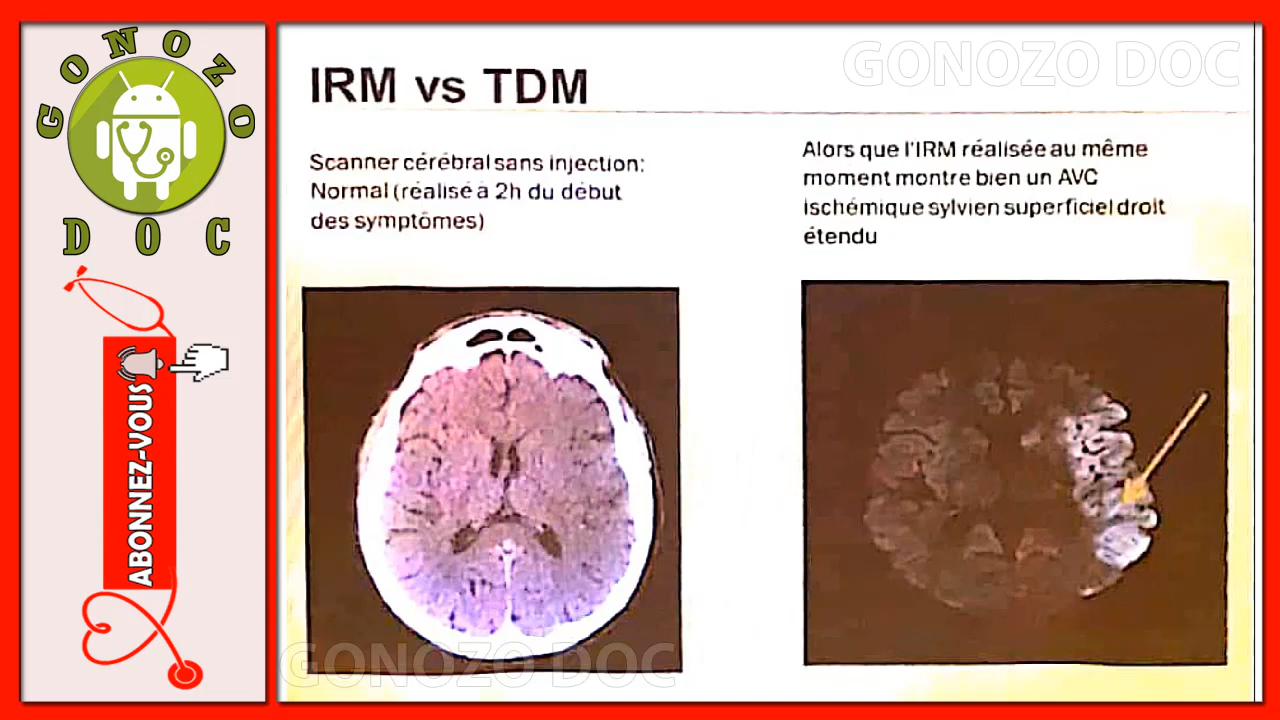 GONOZO
DOC
ABONNEZ-VOUS
GONOZO DOC
IRM vs TDM
Scanner cérébral sans injection:
Normal (réalisé à 2h du début
des symptômes)
Alors que l'IRM réalisée au même
moment montre bien un AVC
ischémique sylvien superficiel droit
étendu
GONOZO DOC